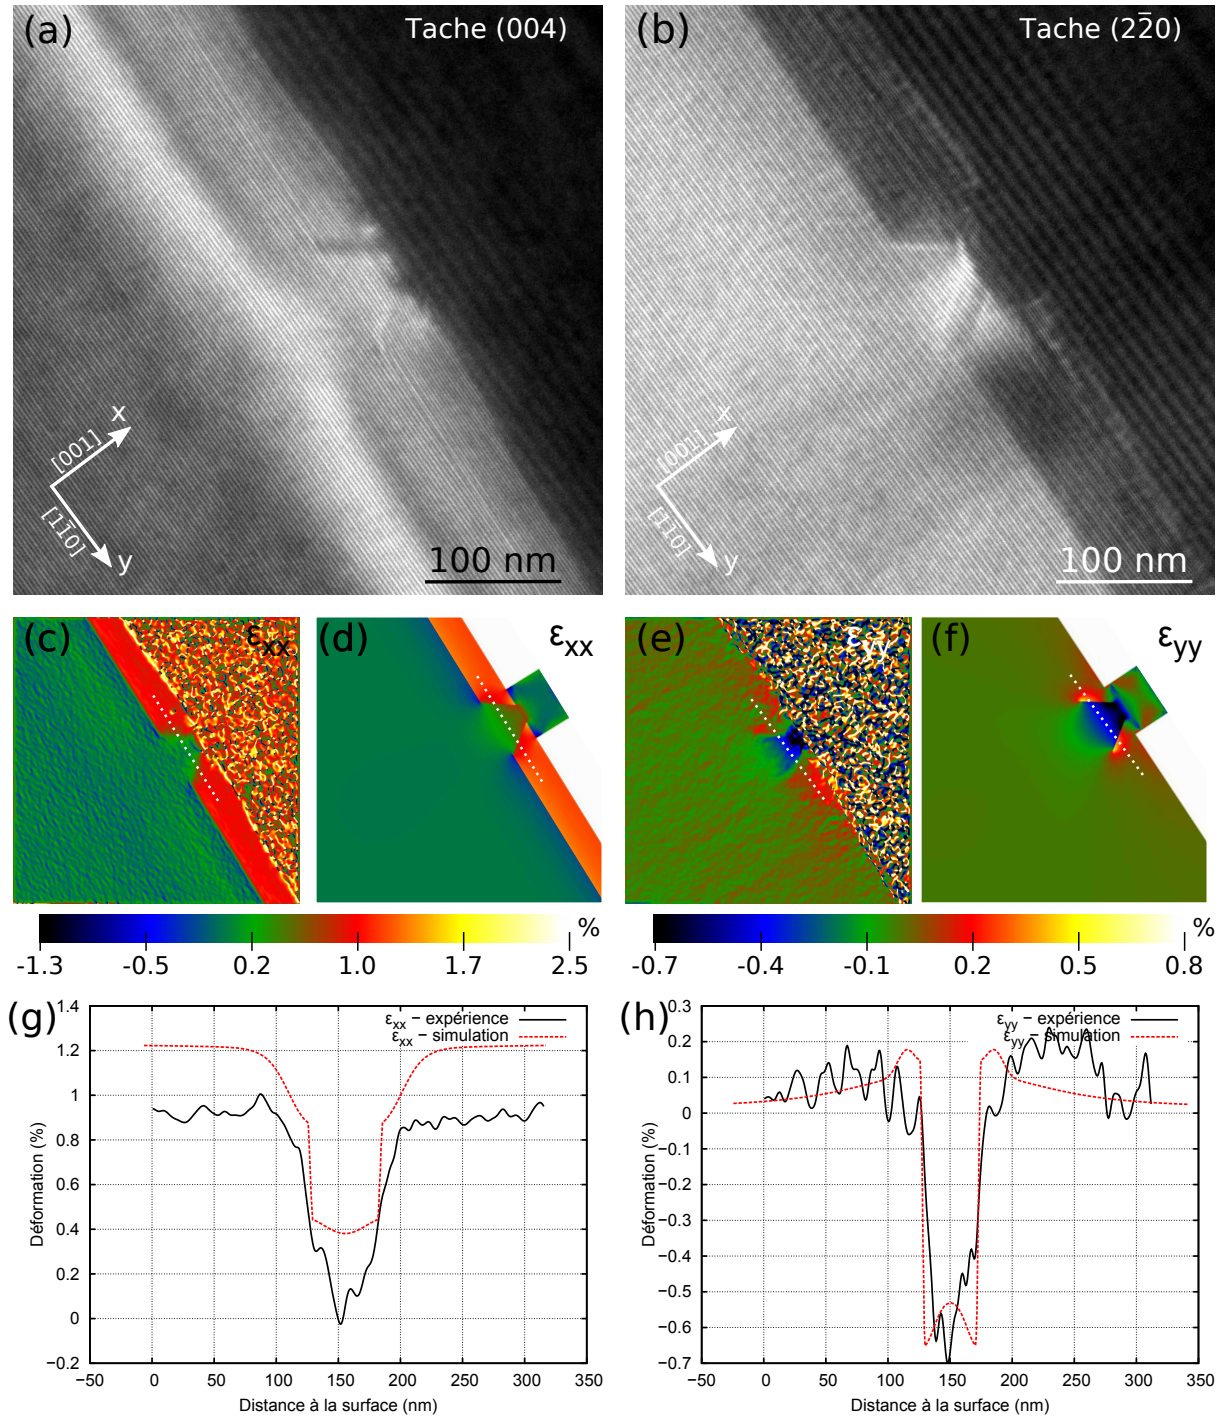 (a) Tache (004)
x
[001]
[11̅0]
y
100 nm
(b) Tache (22̅0)
x
[001]
[11̅0]
y
100 nm
(c) εxx
(d) εxx
(e)
(f) εyy
%
-1.3 -0.5 0.2 1.0 1.7 2.5
%
-0.7 -0.4 -0.1 0.2 0.5 0.8
(g)
εxx − expérience
εxx − simulation
Déformation (%)
1.4
1.2
1
0.8
0.6
0.4
0.2
0
−0.2
−50 0 50 100 150 200 250 300 350
Distance à la surface (nm)
(h)
εyy − expérience
εyy − simulation
Déformation (%)
0.3
0.2
0.1
0
−0.1
−0.2
−0.3
−0.4
−0.5
−0.6
−0.7
−50 0 50 100 150 200 250 300 350
Distance à la surface (nm)